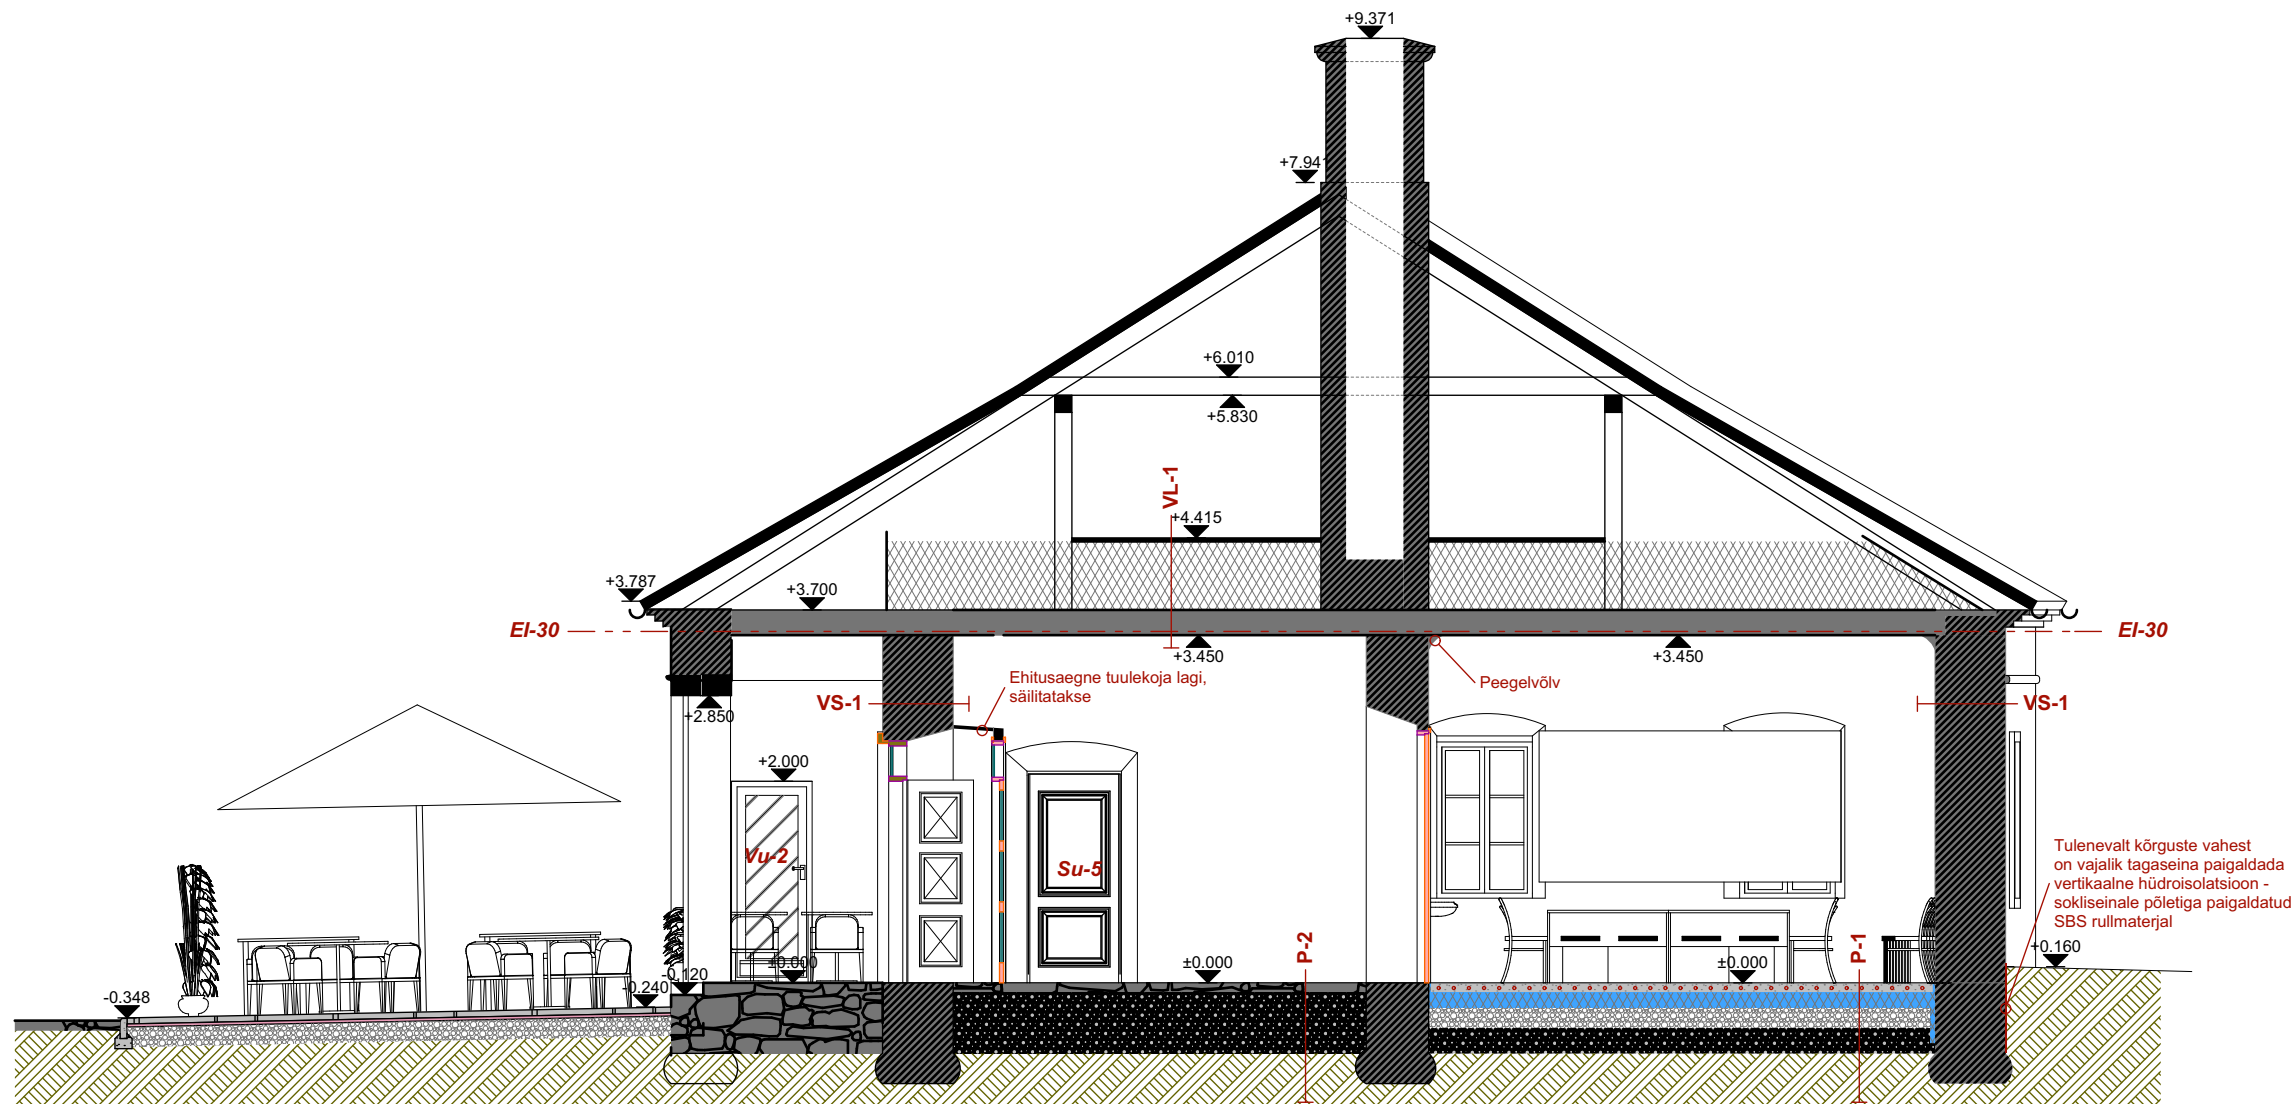 +9.371
+7.941
+6.010
+5.830
VL-1
+4.415
+3.787
+3.700
EI-30
EI-30
+3.450
+3.450
Ehitusaegne tuulekoja lagi,
säilitatakse
Peegelvõlv
VS-1
VS-1
+2.850
+2.000
Vu-2
Su-5
Tulenevalt kõrguste vahest
on vajalik tagaseina paigaldada
vertikaalne hüdroisolatsioon -
sokliseinale põletiga paigaldatud
SBS rullmaterjal
P-2
P-1
+0.160
±0.000
±0.000
±0.000
-0.120
-0.240
-0.348